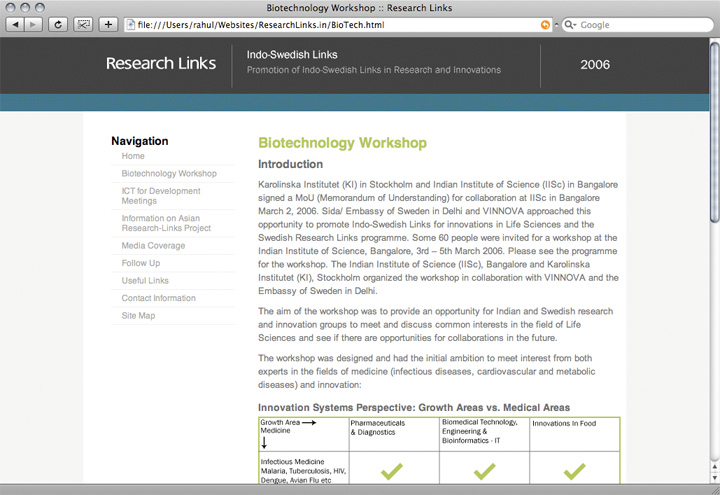 Biotechnology Workshop :: Research Links
file:///Users/rahul/Websites/ResearchLinks.in/BioTech.html
Google
Research Links
Indo-Swedish Links
Promotion of Indo-Swedish Links in Research and Innovations
2006
Navigation
Home
Biotechnology Workshop
ICT for Development
Meetings
Information on Asian
Research-Links Project
Media Coverage
Follow Up
Useful Links
Contact Information
Site Map
Biotechnology Workshop
Introduction
Karolinska Institutet (KI) in Stockholm and Indian Institute of Science (IISc) in Bangalore
signed a MoU (Memorandum of Understanding) for collaboration at IISc in Bangalore
March 2, 2006. Sida/ Embassy of Sweden in Delhi and VINNOVA approached this
opportunity to promote Indo-Swedish Links for innovations in Life Sciences and the
Swedish Research Links programme. Some 60 people were invited for a workshop at the
Indian Institute of Science, Bangalore, 3rd – 5th March 2006. Please see the programme
for the workshop. The Indian Institute of Science (IISc), Bangalore and Karolinska
Institutet (KI), Stockholm organized the workshop in collaboration with VINNOVA and the
Embassy of Sweden in Delhi.
The aim of the workshop was to provide an opportunity for Indian and Swedish research
and innovation groups to meet and discuss common interests in the field of Life
Sciences and see if there are opportunities for collaborations in the future.
The workshop was designed and had the initial ambition to meet interest from both
experts in the fields of medicine (infectious diseases, cardiovascular and metabolic
diseases) and innovation:
Innovation Systems Perspective: Growth Areas vs. Medical Areas
Growth Area
Medicine
Pharmaceuticals
& Diagnostics
Biomedical Technology,
Engineering &
Bioinformatics - IT
Innovations In Food
Infectious Medicine
Malaria, Tuberculosis, HIV,
Dengue, Avian Flu etc